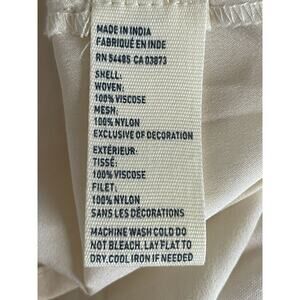 MADE IN INDIA
FABRIQUÉ EN INDE
RN 54485 CA 03873
SHELL:
WOVEN:
100% VISCOSE
MESH:
100% NYLON
EXCLUSIVE OF DECORATION
EXTÉRIEUR:
TISSÉ:
100% VISCOSE
FILET:
100% NYLON
SANS LES DÉCORATIONS
MACHINE WASH COLD DO
NOT BLEACH. LAY FLAT TO
DRY. COOL IRON IF NEEDED